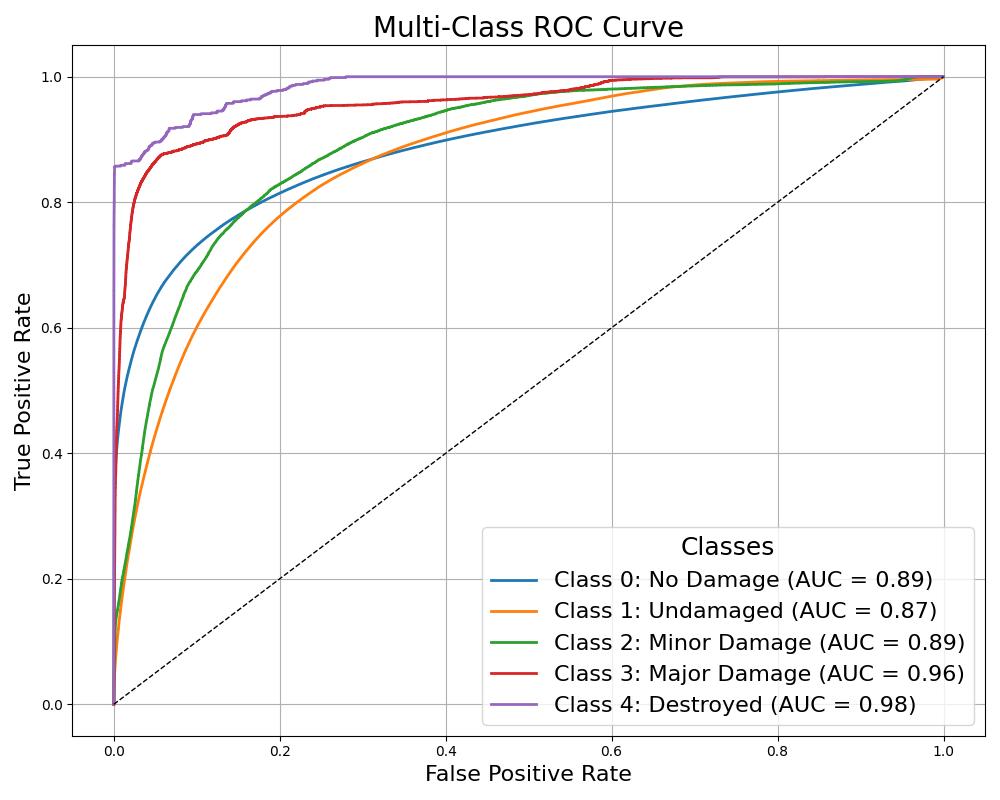 Multi-Class ROC Curve
True Positive Rate
1.0
0.8
0.6
0.4
0.2
0.0
Classes
Class 0: No Damage (AUC = 0.89)
Class 1: Undamaged (AUC = 0.87)
Class 2: Minor Damage (AUC = 0.89)
Class 3: Major Damage (AUC = 0.96)
Class 4: Destroyed (AUC = 0.98)
0.0 0.2 0.4 0.6 0.8 1.0
False Positive Rate